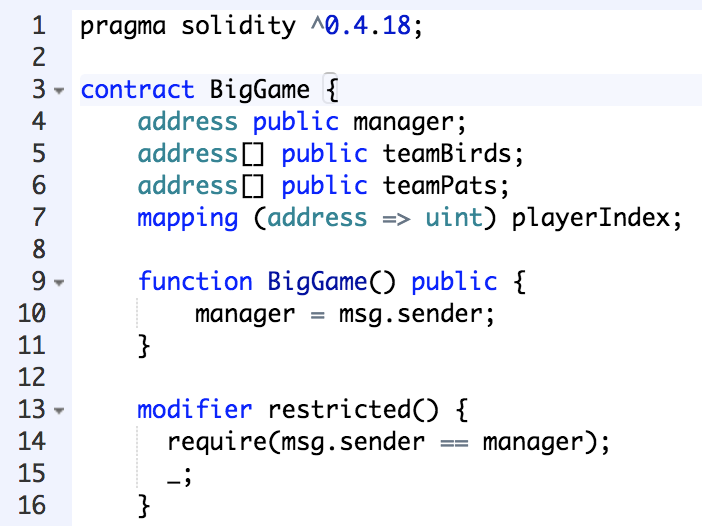 1 pragma solidity ^0.4.18;
2
3 contract BigGame {
4     address public manager;
5     address[] public teamBirds;
6     address[] public teamPats;
7     mapping (address => uint) playerIndex;
8
9     function BigGame() public {
10         manager = msg.sender;
11     }
12
13     modifier restricted() {
14       require(msg.sender == manager);
15       _;
16     }